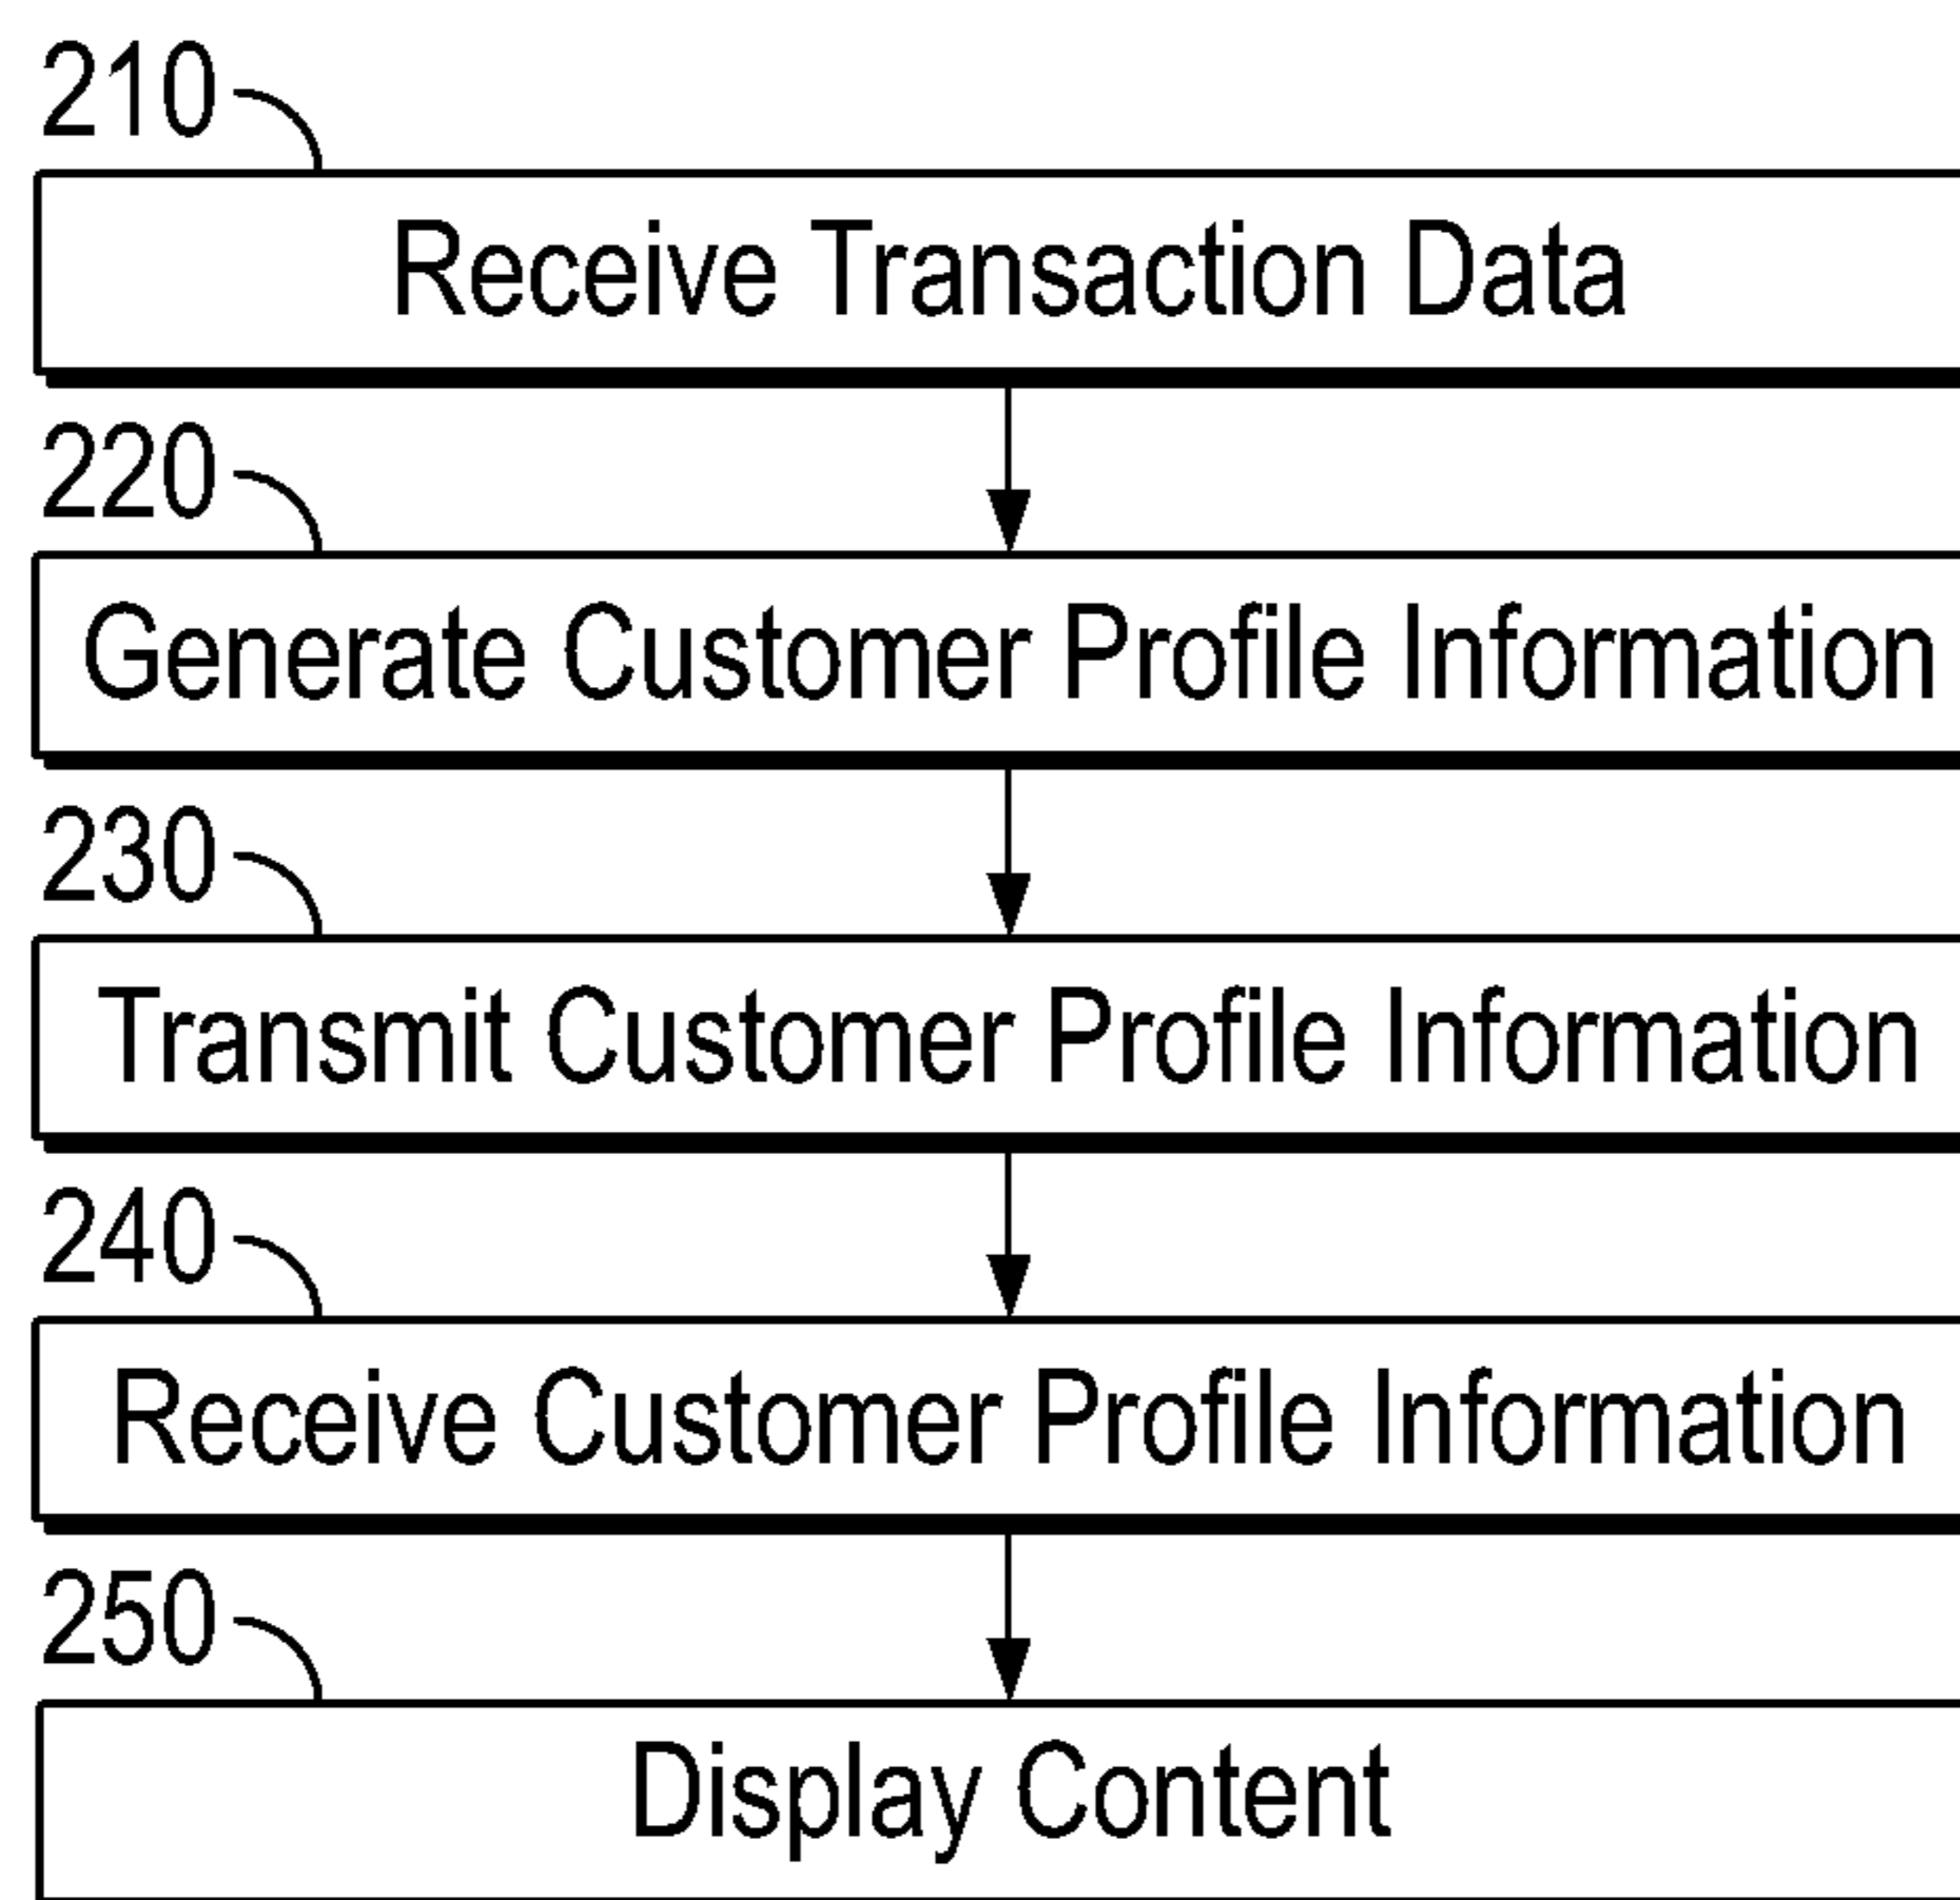 210
Receive Transaction Data
220
Generate Customer Profile Information
230
Transmit Customer Profile Information
240
Receive Customer Profile Information
250
Display Content